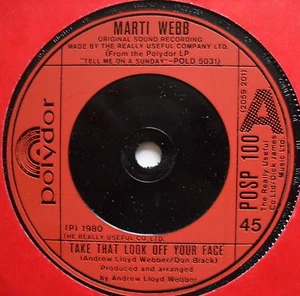 MARTI WEBB
ORIGINAL SOUND RECORDING
MADE BY THE REALLY USEFUL COMPANY LTD.
(From the Polydor LP
"TELL ME ON A SUNDAY"-POLD 5031)
polydor
A
(2059 201)
POSP 100
The Really Useful
Co Ltd/Dick James
Music Ltd.
45
(P) 1980
THE REALLY USEFUL CO LTD
TAKE THAT LOOK OFF YOUR FACE
(Andrew Lloyd Webber/Don Black)
Produced and arranged
by Andrew Lloyd Webber